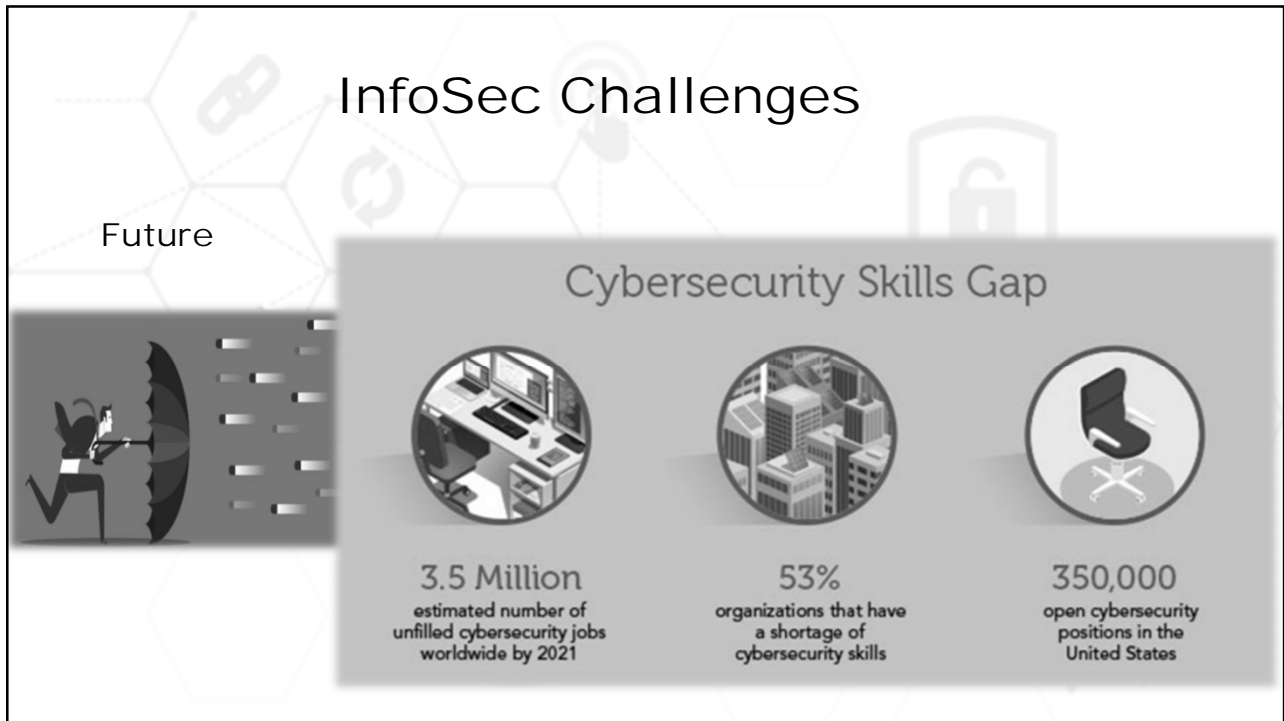 InfoSec Challenges
Future
Cybersecurity Skills Gap
3.5 Million
estimated number of
unfilled cybersecurity jobs
worldwide by 2021
53%
organizations that have
a shortage of
cybersecurity skills
350,000
open cybersecurity
positions in the
United States